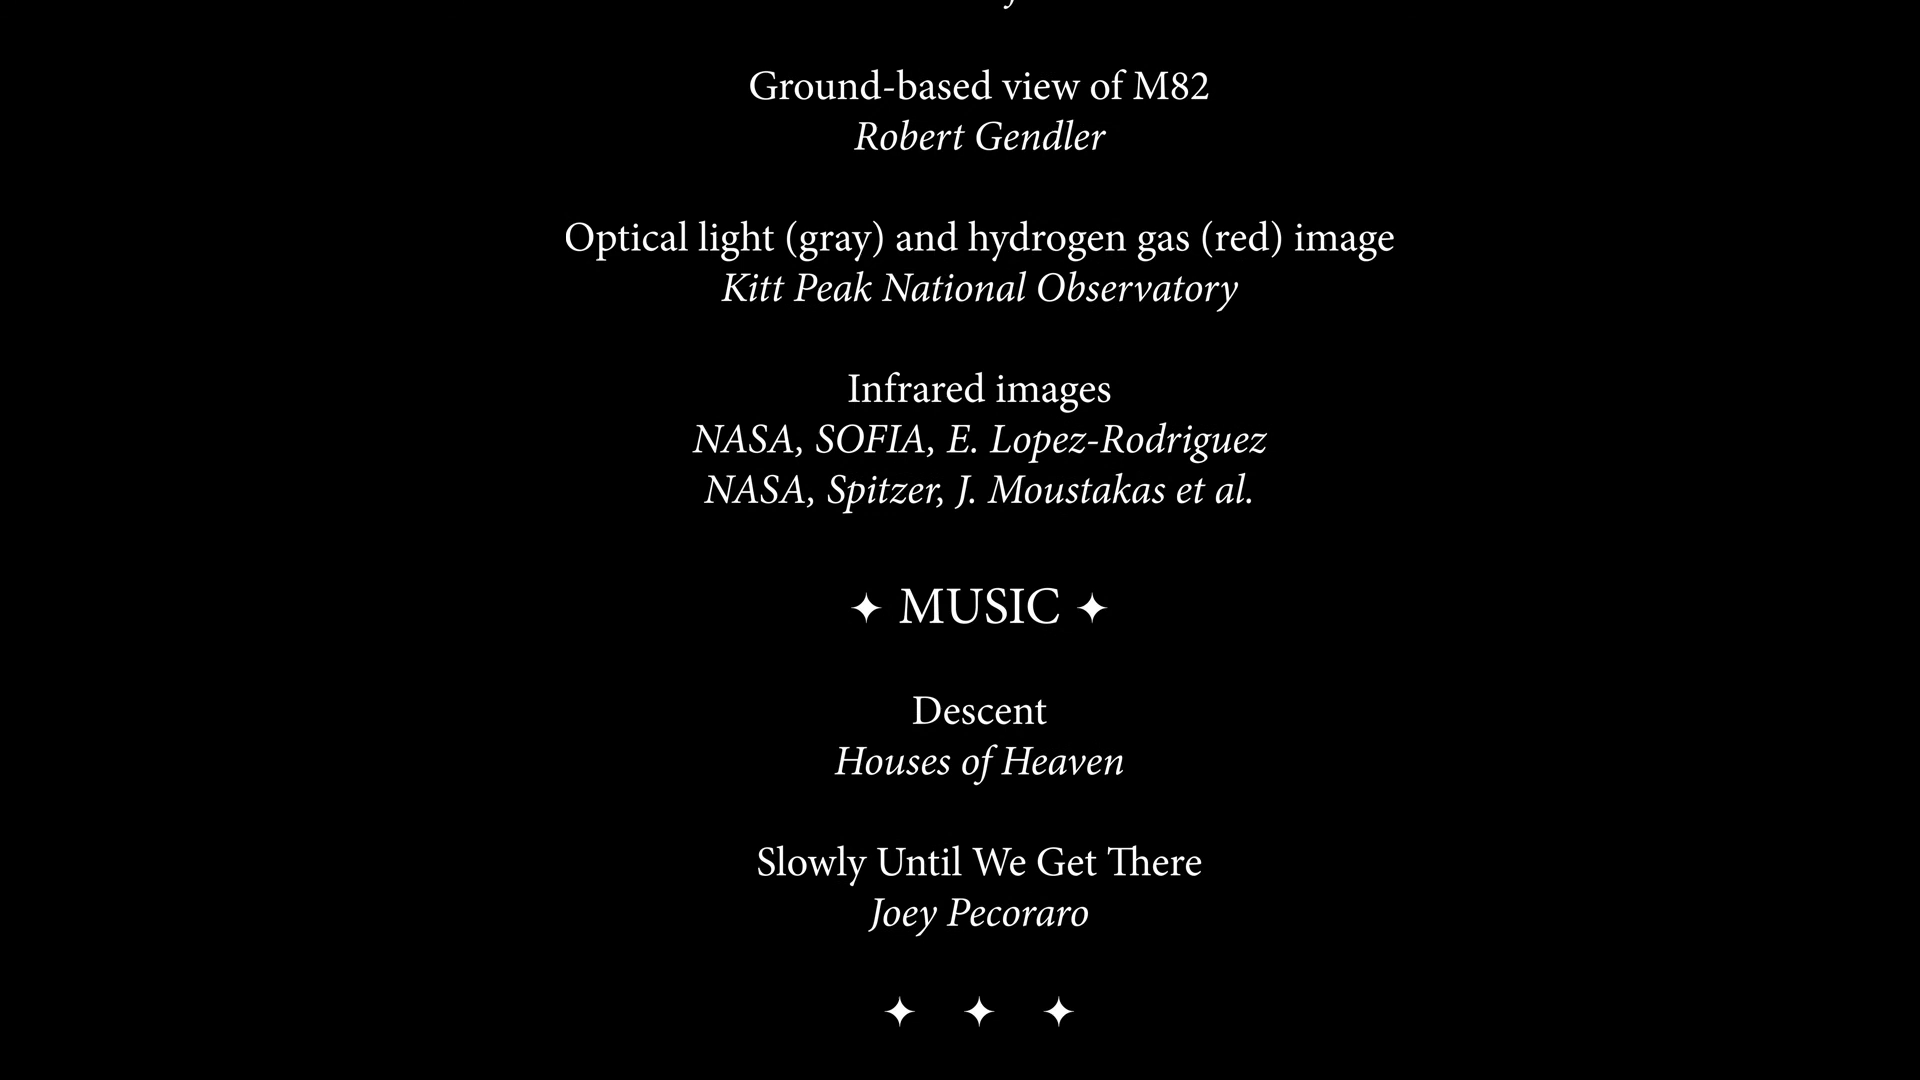 Ground-based view of M82
Robert Gendler
Optical light (gray) and hydrogen gas (red) image
Kitt Peak National Observatory
Infrared images
NASA, SOFIA, E. Lopez-Rodriguez
NASA, Spitzer, J. Moustakas et al.
✦ MUSIC ✦
Descent
Houses of Heaven
Slowly Until We Get There
Joey Pecoraro
✦ ✦ ✦